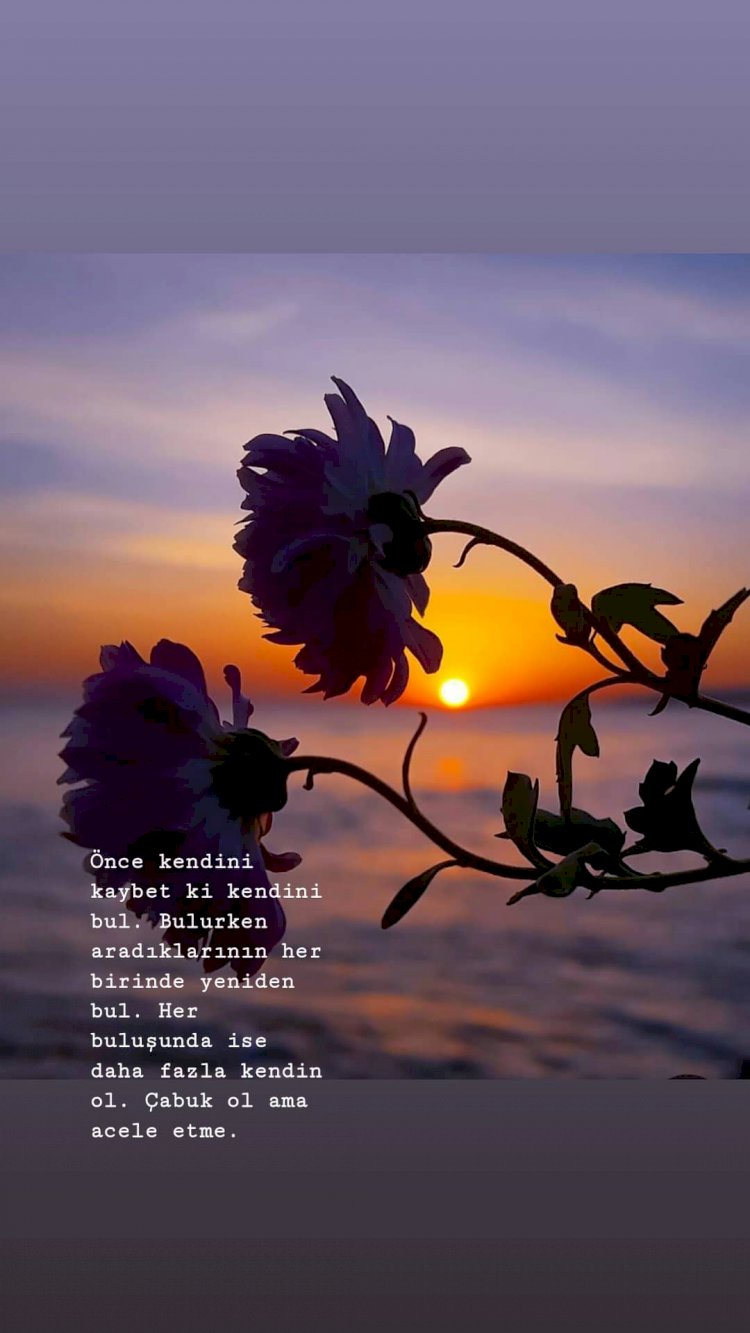 Önce kendini
kaybet ki kendini
bul. Bulurken
aradıklarının her
birinde yeniden
bul. Her
buluşunda ise
daha fazla kendin
ol. Çabuk ol ama
acele etme.